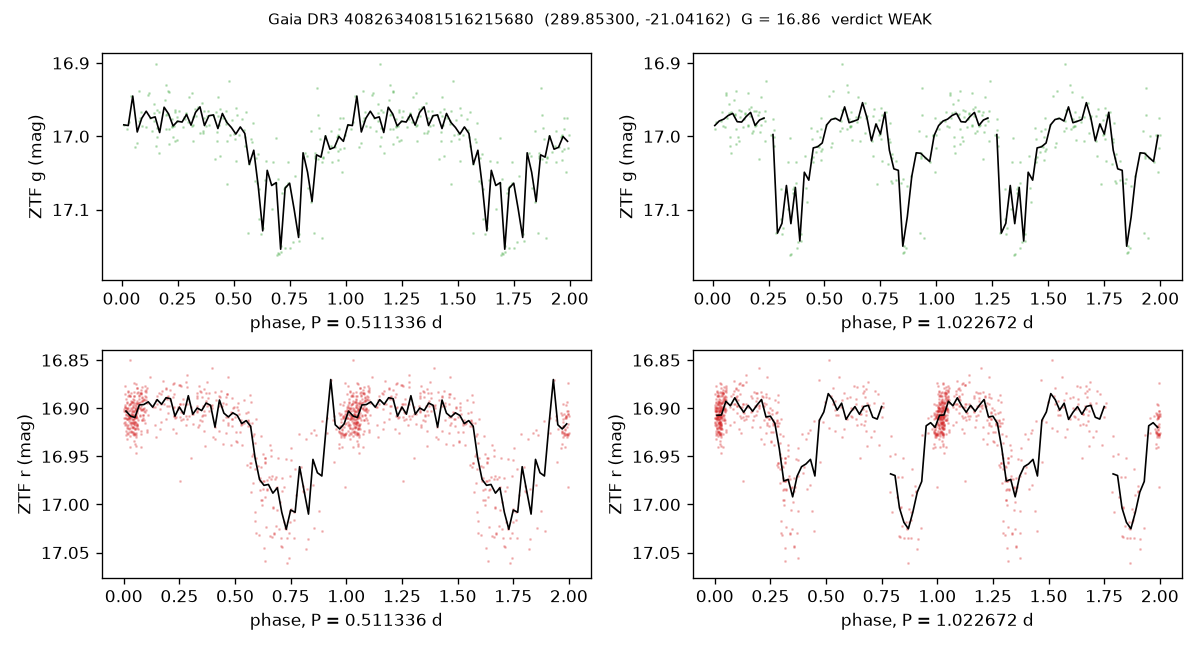 Gaia DR3 4082634081516215680 (289.85300, -21.04162) G = 16.86 verdict WEAK
16.9
17.0
17.1
ZTF g (mag)
0.00 0.25 0.50 0.75 1.00 1.25 1.50 1.75 2.00
phase, P = 0.511336 d
16.9
17.0
17.1
ZTF g (mag)
0.00 0.25 0.50 0.75 1.00 1.25 1.50 1.75 2.00
phase, P = 1.022672 d
16.85
16.90
16.95
17.00
17.05
ZTF r (mag)
0.00 0.25 0.50 0.75 1.00 1.25 1.50 1.75 2.00
phase, P = 0.511336 d
16.85
16.90
16.95
17.00
17.05
ZTF r (mag)
0.00 0.25 0.50 0.75 1.00 1.25 1.50 1.75 2.00
phase, P = 1.022672 d